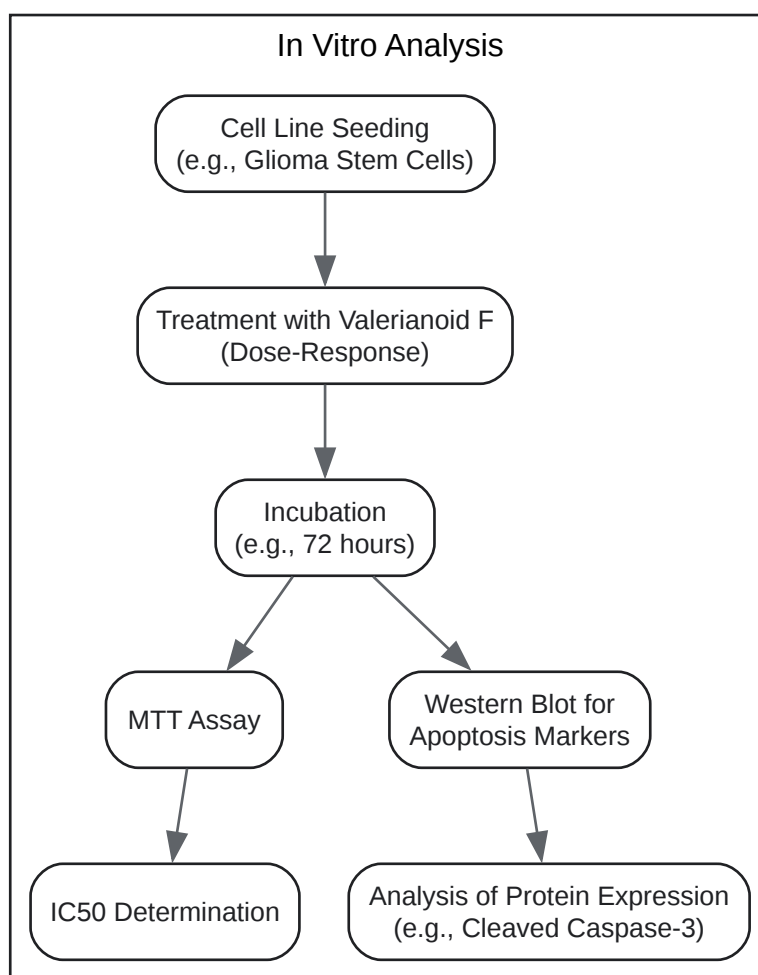 In Vitro Analysis
Cell Line Seeding
(e.g., Glioma Stem Cells)
Treatment with Valerianoid F
(Dose-Response)
Incubation
(e.g., 72 hours)
MTT Assay
Western Blot for
Apoptosis Markers
IC50 Determination
Analysis of Protein Expression
(e.g., Cleaved Caspase-3)